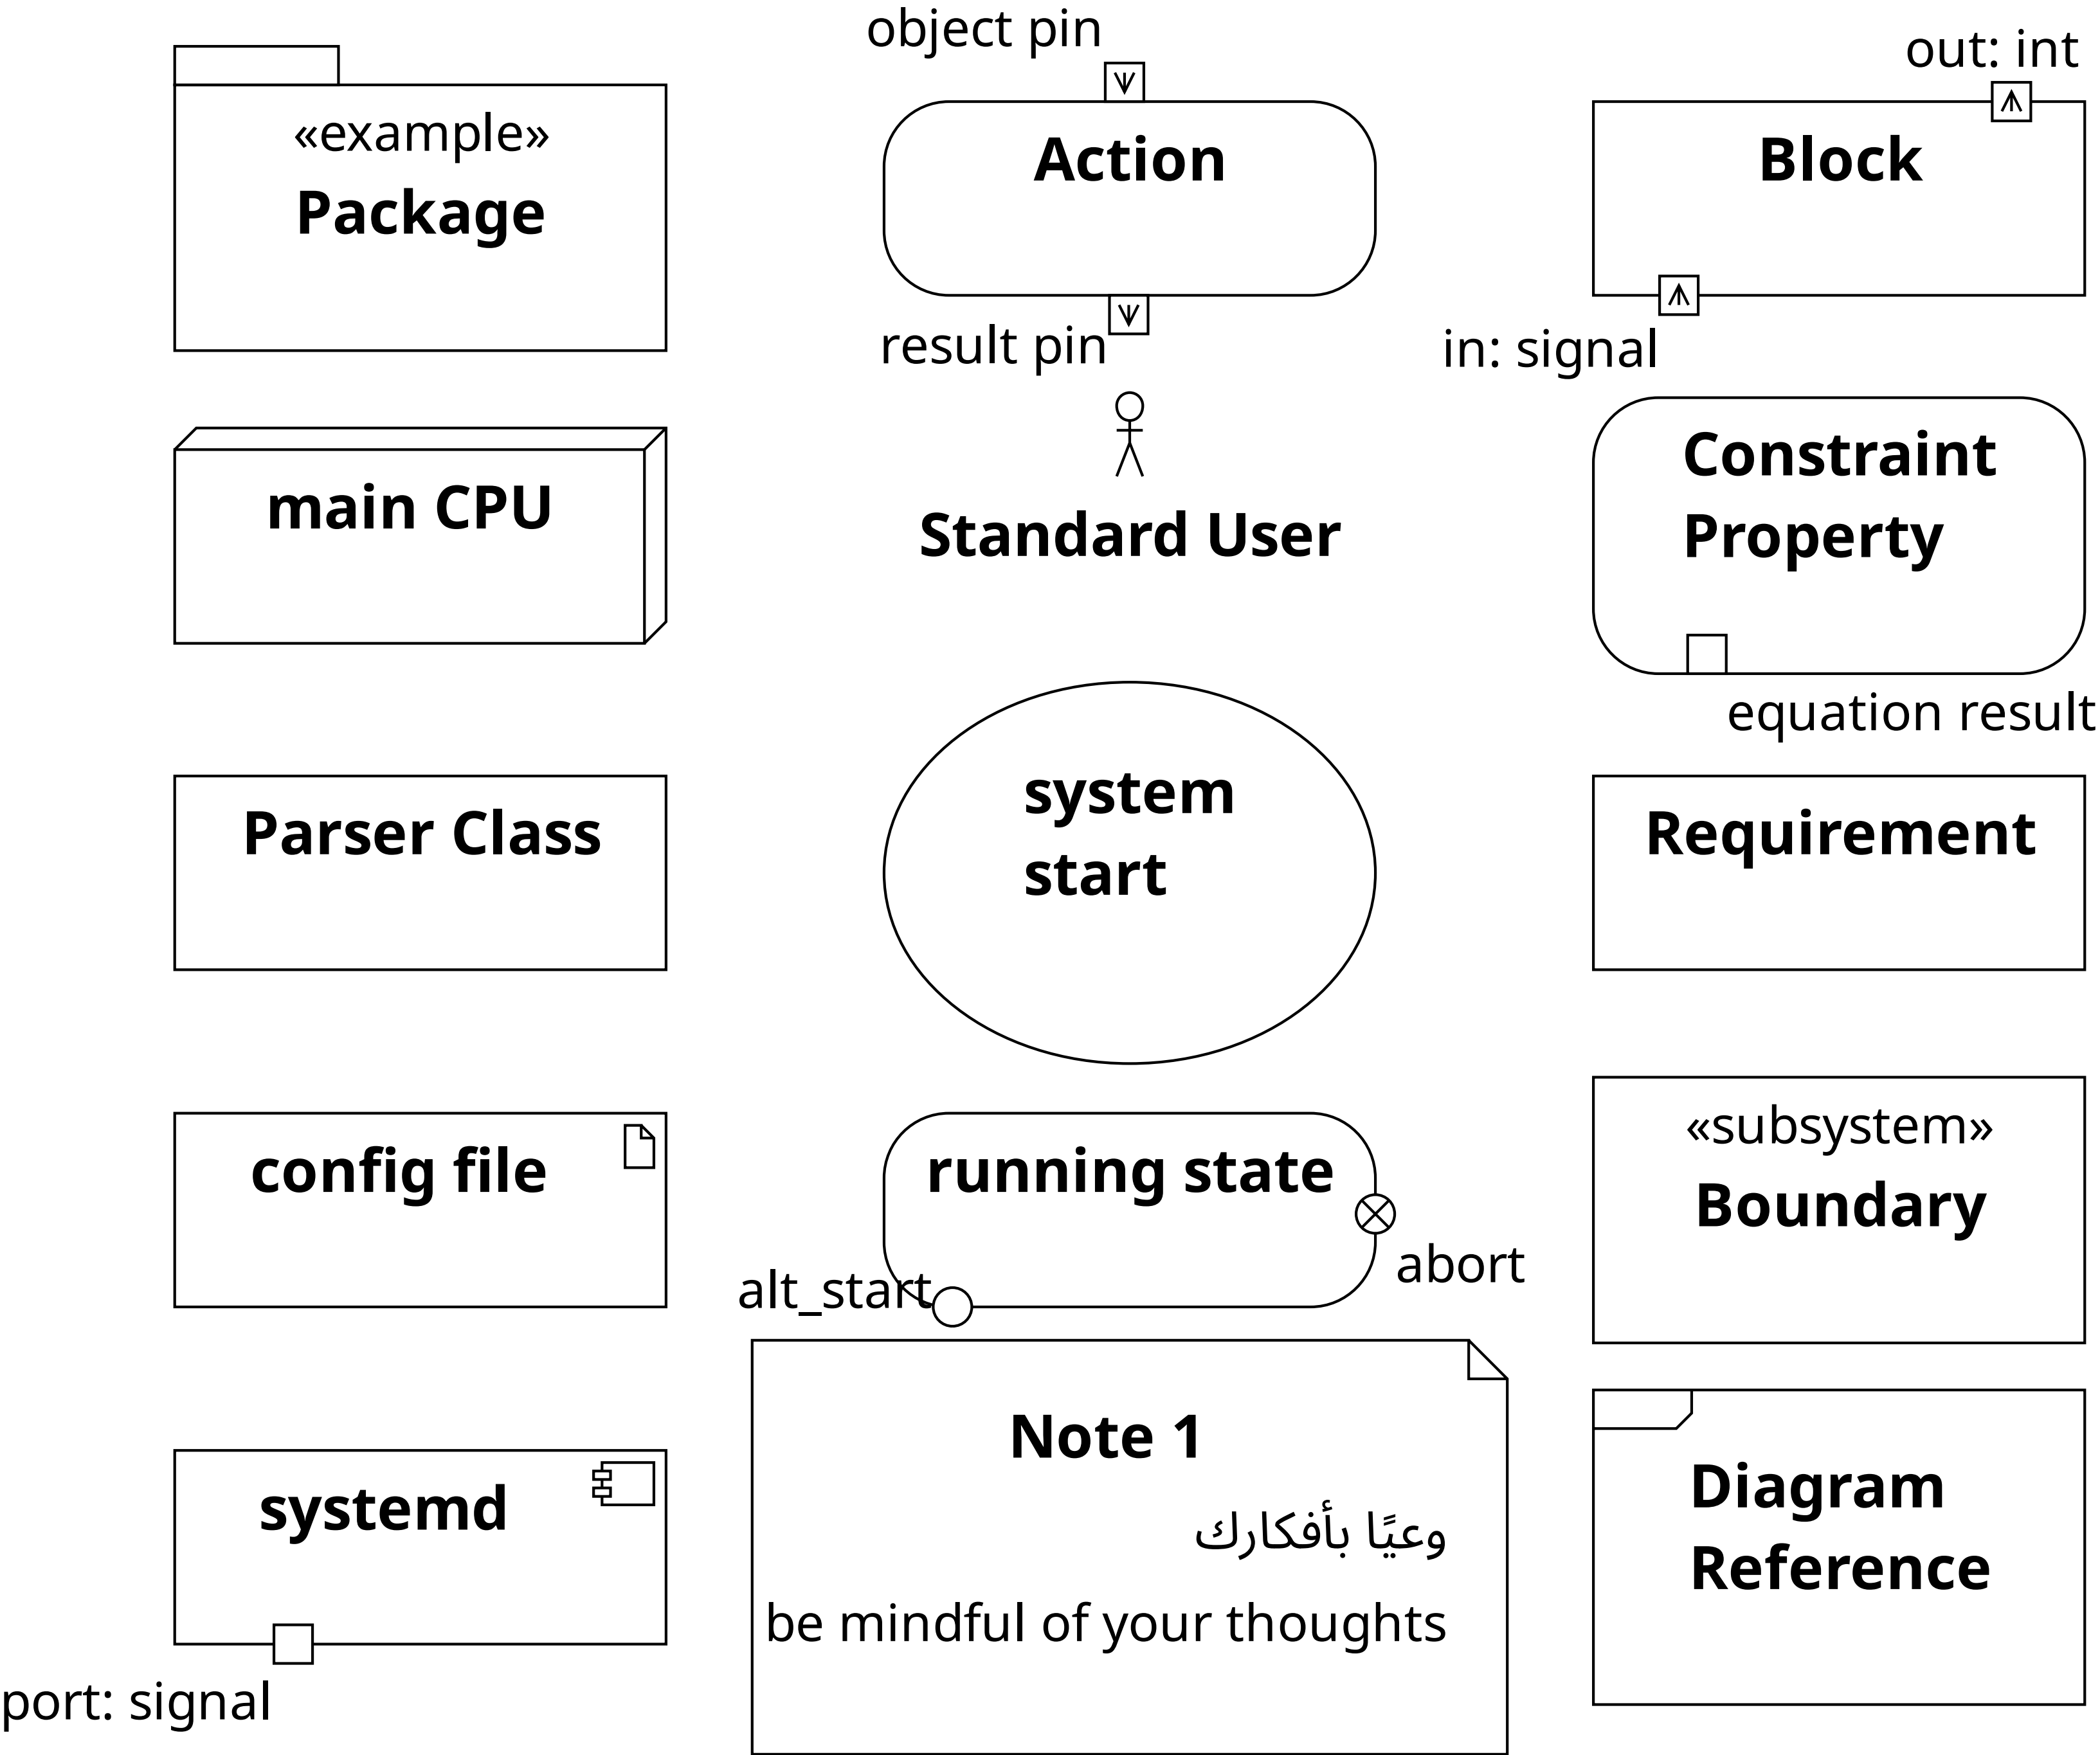 «example»
Package
main CPU
Parser Class
config file
systemd
port: signal
object pin
Action
result pin
Standard User
system
start
running state
alt_start
abort
Note 1
وعيًا بأفكارك
be mindful of your thoughts
out: int
Block
in: signal
Constraint
Property
equation result
Requirement
«subsystem»
Boundary
Diagram
Reference